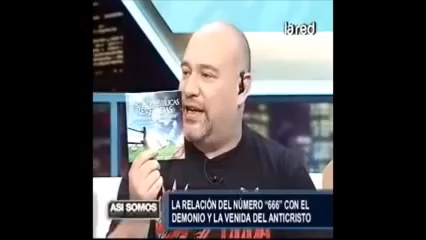 la red
ASI SOMOS
LA RELACIÓN DEL NÚMERO "666" CON EL
DEMONIO Y LA VENIDA DEL ANTICRISTO